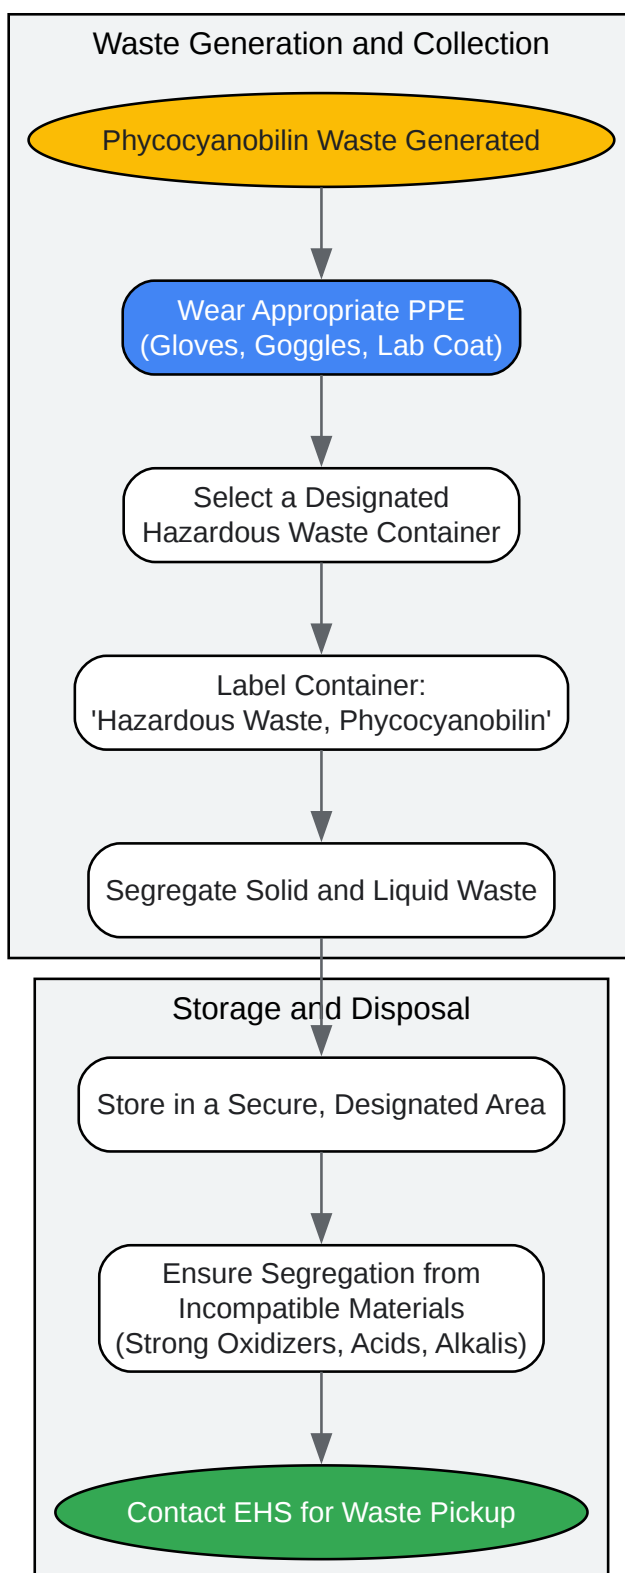 Waste Generation and Collection
Phycocyanobilin Waste Generated
Wear Appropriate PPE
(Gloves, Goggles, Lab Coat)
Select a Designated
Hazardous Waste Container
Label Container:
'Hazardous Waste, Phycocyanobilin'
Segregate Solid and Liquid Waste
Storage and Disposal
Store in a Secure, Designated Area
Ensure Segregation from
Incompatible Materials
(Strong Oxidizers, Acids, Alkalis)
Contact EHS for Waste Pickup